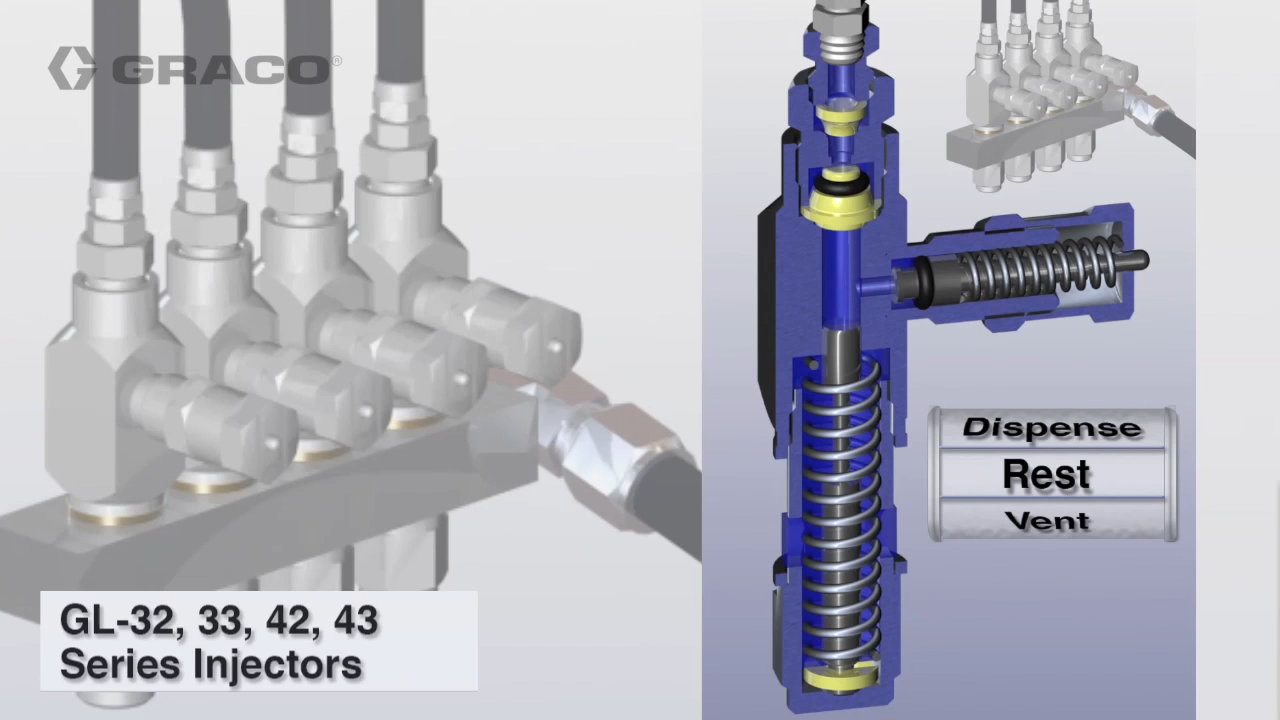 GRACO®
GL-32, 33, 42, 43
Series Injectors
Dispense
Rest
Vent